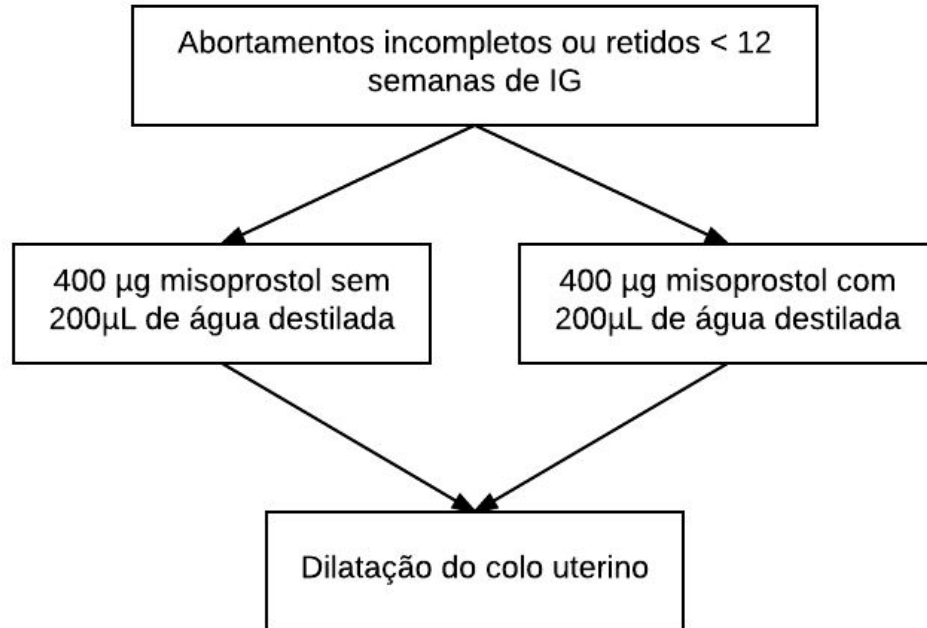 Abortamentos incompletos ou retidos < 12
semanas de IG
400 µg misoprostol sem
200µL de água destilada
400 µg misoprostol com
200µL de água destilada
Dilatação do colo uterino